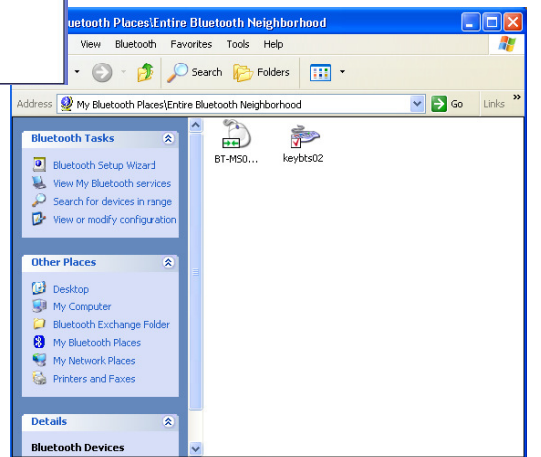 uetooth Places\Entire Bluetooth Neighborhood
View Bluetooth Favorites Tools Help
Search Folders
Address My Bluetooth Places\Entire Bluetooth Neighborhood Go Links »
Bluetooth Tasks
Bluetooth Setup Wizard
View My Bluetooth services
Search for devices in range
View or modify configuration
Other Places
Desktop
My Computer
Bluetooth Exchange Folder
My Bluetooth Places
My Network Places
Printers and Faxes
Details
Bluetooth Devices
BT-MS0... keybts02